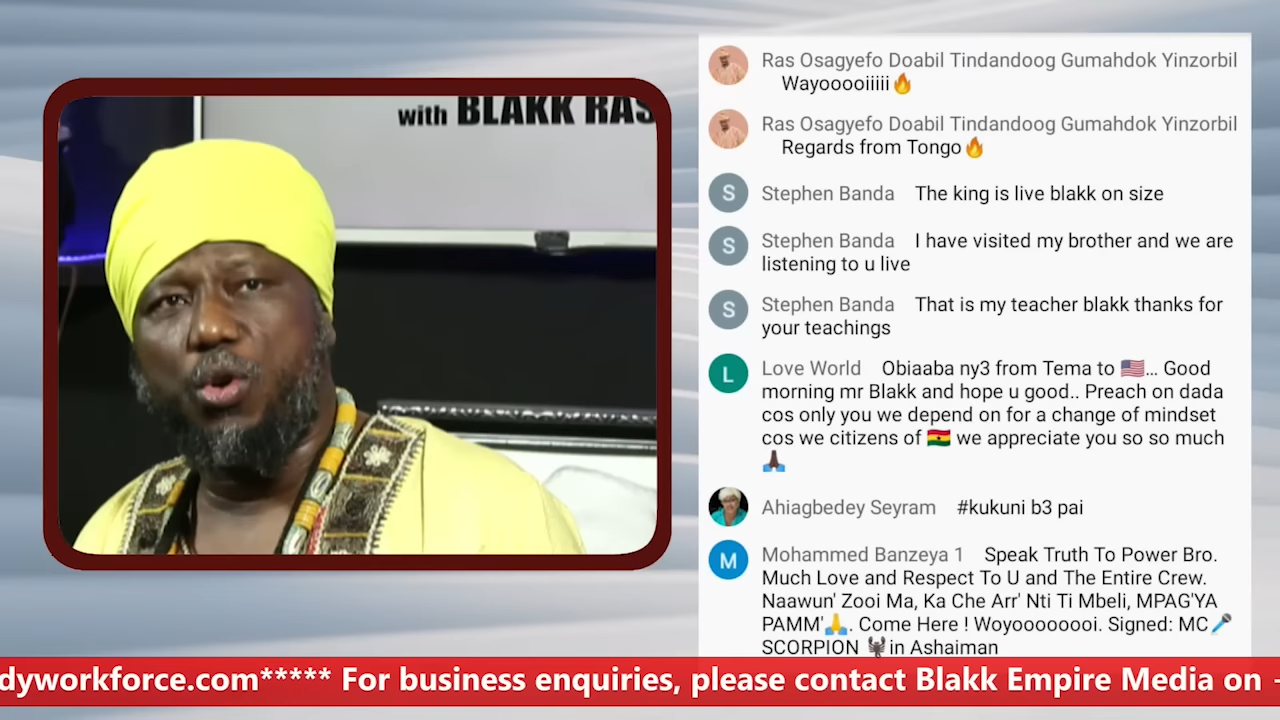 with BLAKK RAS
Ras Osagyefo Doabil Tindandoog Gumahdok Yinzorbil
Wayooooiiiii🔥
Ras Osagyefo Doabil Tindandoog Gumahdok Yinzorbil
Regards from Tongo🔥
S Stephen Banda The king is live blakk on size
S Stephen Banda I have visited my brother and we are
listening to u live
S Stephen Banda That is my teacher blakk thanks for
your teachings
L Love World Obiaaba ny3 from Tema to 🇺🇸... Good
morning mr Blakk and hope u good.. Preach on dada
cos only you we depend on for a change of mindset
cos we citizens of 🇬🇭 we appreciate you so so much
🙏🏿
Ahiagbedey Seyram #kukuni b3 pai
M Mohammed Banzeya 1 Speak Truth To Power Bro.
Much Love and Respect To U and The Entire Crew.
Naawun' Zooi Ma, Ka Che Arr' Nti Ti Mbeli, MPAG'YA
PAMM'🙏. Come Here ! Woyoooooooi. Signed: MC🎤
SCORPION 🦂in Ashaiman
dyworkforce.com***** For business enquiries, please contact Blakk Empire Media on